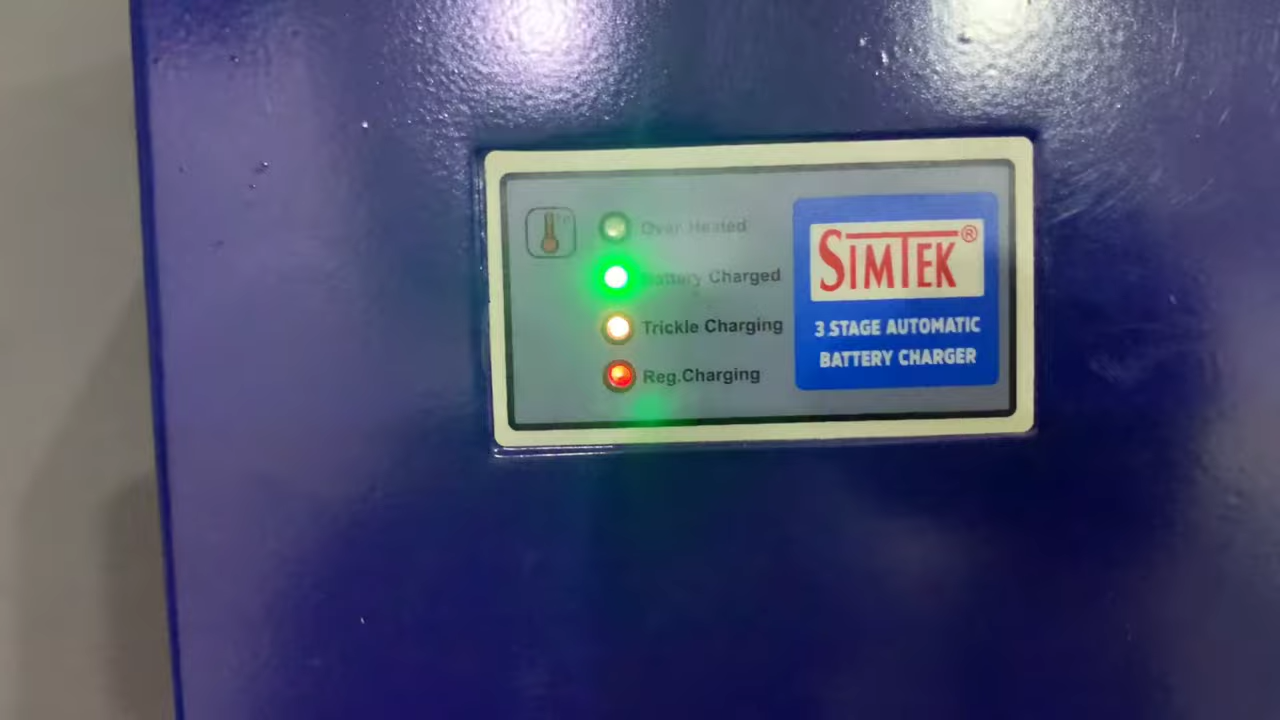 Over Heated
Battery Charged
Trickle Charging
Reg.Charging
SIMTEK®
3 STAGE AUTOMATIC
BATTERY CHARGER